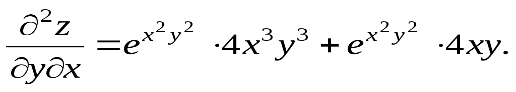 ∂²z/∂y∂x = e^{x²y²} ·4x³y³ + e^{x²y²} ·4xy.